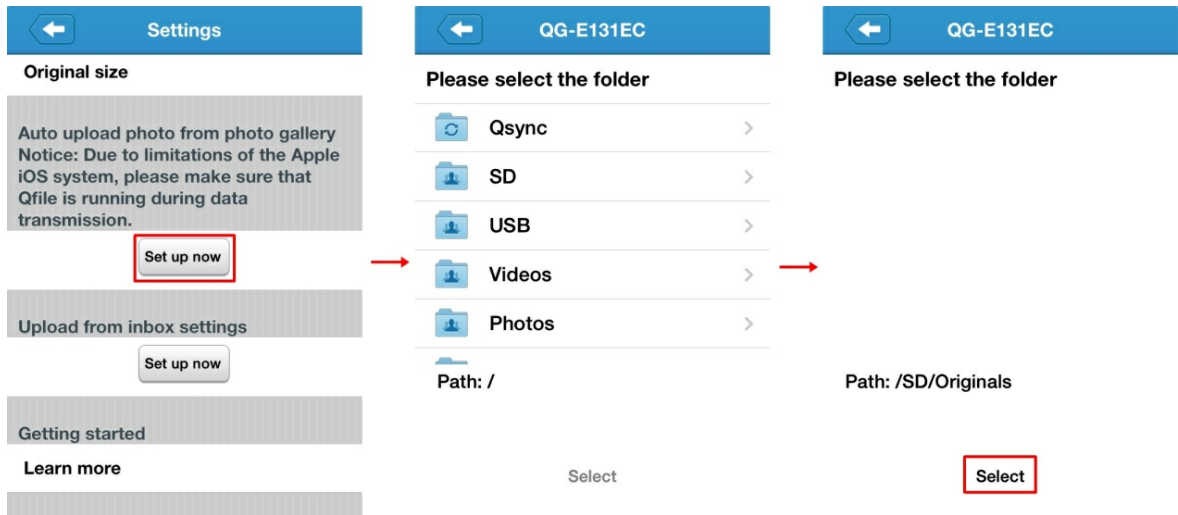 Settings
Original size
Auto upload photo from photo gallery
Notice: Due to limitations of the Apple
iOS system, please make sure that
Qfile is running during data
transmission.
Set up now
Upload from inbox settings
Set up now
Getting started
Learn more
QG-E131EC
Please select the folder
Qsync
SD
USB
Videos
Photos
Path: /
Select
QG-E131EC
Please select the folder
Path: /SD/Originals
Select